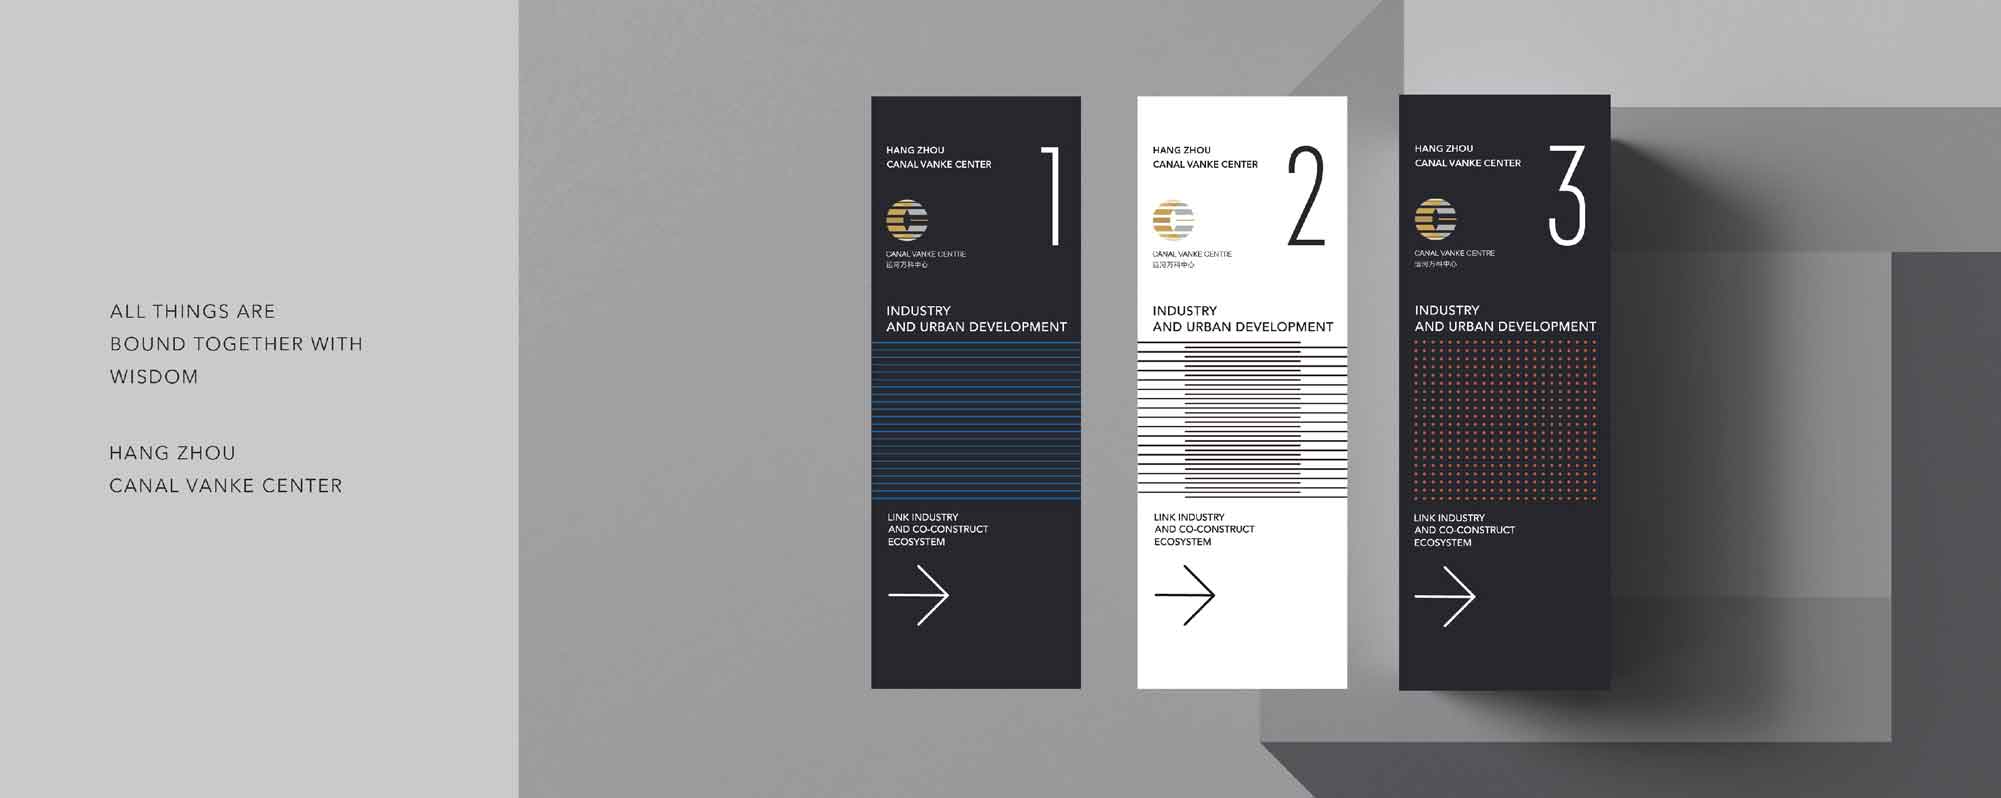 ALL THINGS ARE
BOUND TOGETHER WITH
WISDOM
HANG ZHOU
CANAL VANKE CENTER
HANG ZHOU
CANAL VANKE CENTER
1
CANAL VANKE CENTRE
运河万科中心
INDUSTRY
AND URBAN DEVELOPMENT
LINK INDUSTRY
AND CO-CONSTRUCT
ECOSYSTEM
HANG ZHOU
CANAL VANKE CENTER
2
CANAL VANKE CENTRE
运河万科中心
INDUSTRY
AND URBAN DEVELOPMENT
LINK INDUSTRY
AND CO-CONSTRUCT
ECOSYSTEM
HANG ZHOU
CANAL VANKE CENTER
3
CANAL VANKE CENTRE
运河万科中心
INDUSTRY
AND URBAN DEVELOPMENT
LINK INDUSTRY
AND CO-CONSTRUCT
ECOSYSTEM